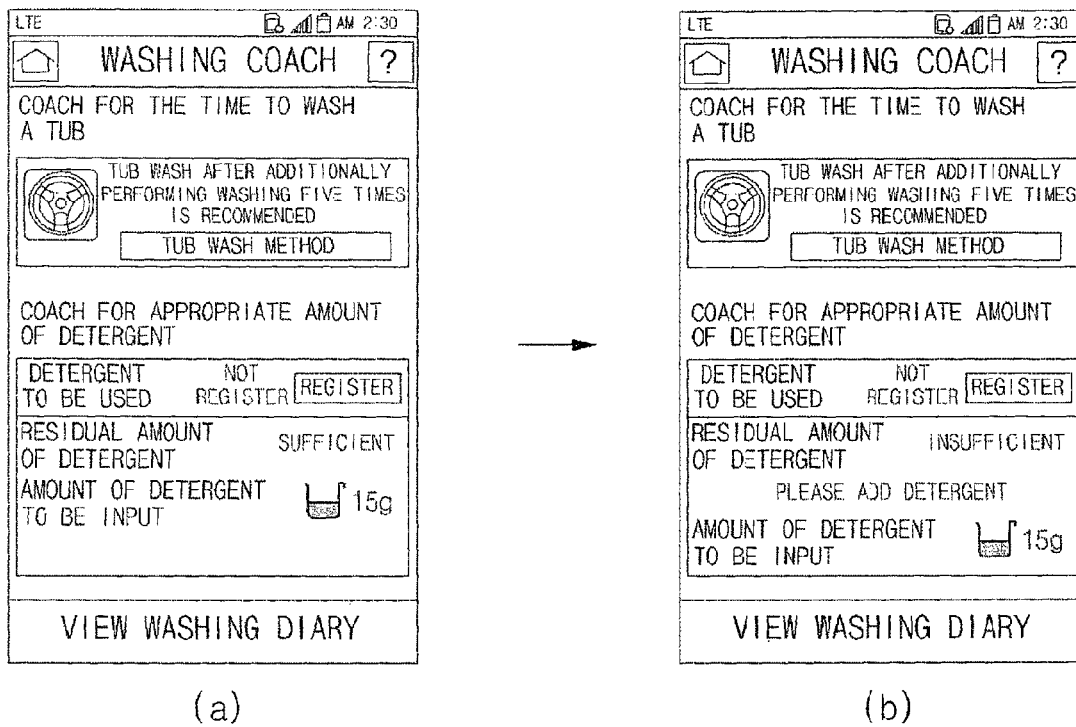 LTE AM 2:30
WASHING COACH ?
COACH FOR THE TIME TO WASH
A TUB
TUB WASH AFTER ADDITIONALLY
PERFORMING WASHING FIVE TIMES
IS RECOMMENDED
TUB WASH METHOD
COACH FOR APPROPRIATE AMOUNT
OF DETERGENT
DETERGENT
TO BE USED
NOT
REGISTER
REGISTER
RESIDUAL AMOUNT
OF DETERGENT
SUFFICIENT
AMOUNT OF DETERGENT
TO BE INPUT
15g
VIEW WASHING DIARY
(a)
LTE AM 2:30
WASHING COACH ?
COACH FOR THE TIME TO WASH
A TUB
TUB WASH AFTER ADDITIONALLY
PERFORMING WASHING FIVE TIMES
IS RECOMMENDED
TUB WASH METHOD
COACH FOR APPROPRIATE AMOUNT
OF DETERGENT
DETERGENT
TO BE USED
NOT
REGISTER
REGISTER
RESIDUAL AMOUNT
OF DETERGENT
INSUFFICIENT
PLEASE ADD DETERGENT
AMOUNT OF DETERGENT
TO BE INPUT
15g
VIEW WASHING DIARY
(b)